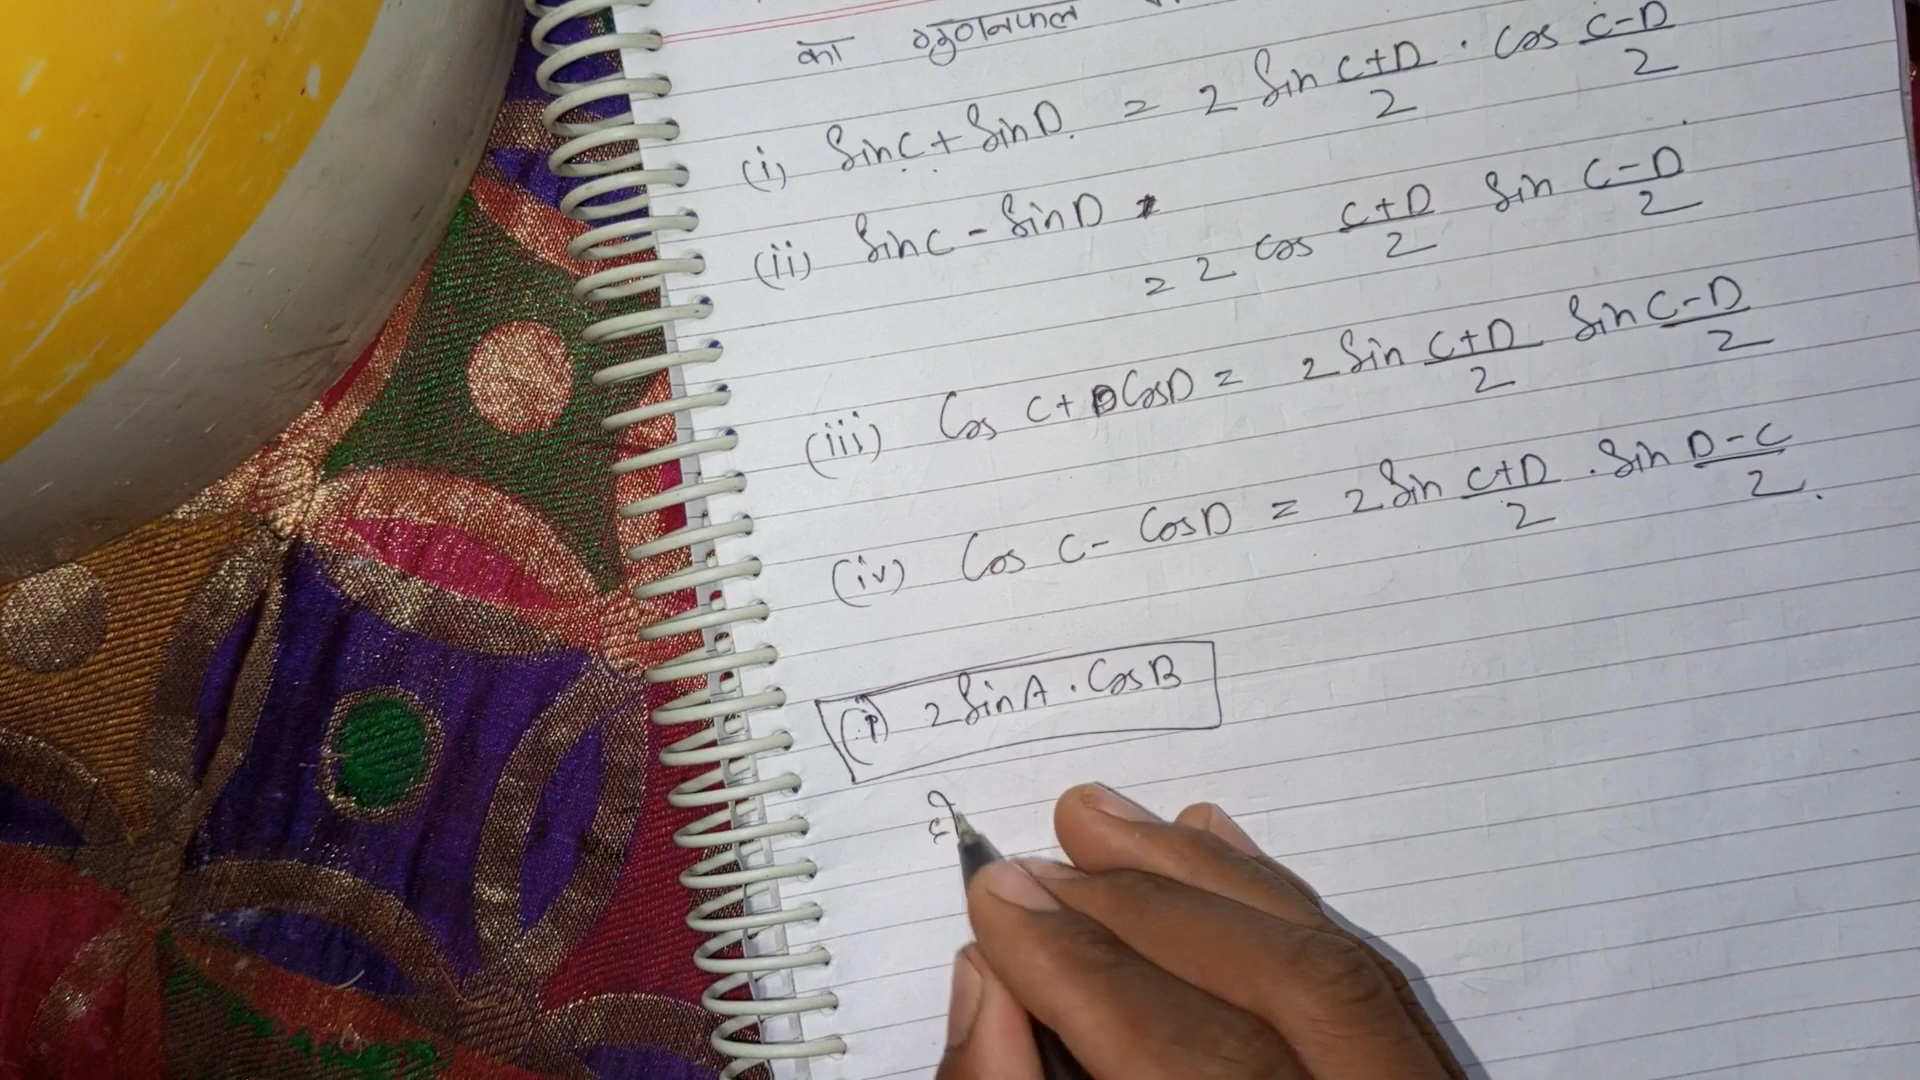 का गुणनफल
(i) Sin C + Sin D. = 2 Sin C+D/2 . Cos C-D/2
(ii) Sin C - Sin D
= 2 Cos C+D/2 Sin C-D/2
(iii) Cos C + Cos D = 2 Sin C+D/2 Sin C-D/2
(iv) Cos C - Cos D = 2 Sin C+D/2 . Sin D-C/2.
(i) 2 Sin A . Cos B